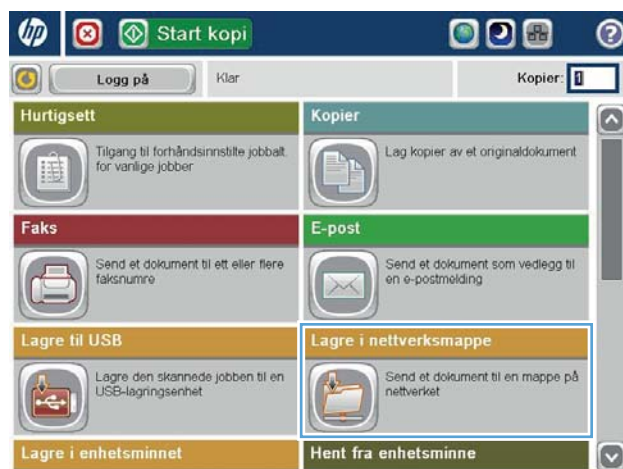 hp
Start kopi
?
Logg på
Klar
Kopier: 1
Hurtigsett
Tilgang til forhåndsinnstilte jobbalt.
for vanlige jobber
Kopier
Lag kopier av et originaldokument
Faks
Send et dokument til ett eller flere
faksnumre
E-post
Send et dokument som vedlegg til
en e-postmelding
Lagre til USB
Lagre den skannede jobben til en
USB-lagringsenhet
Lagre i nettverksmappe
Send et dokument til en mappe på
nettverket
Lagre i enhetsminnet
Hent fra enhetsminne